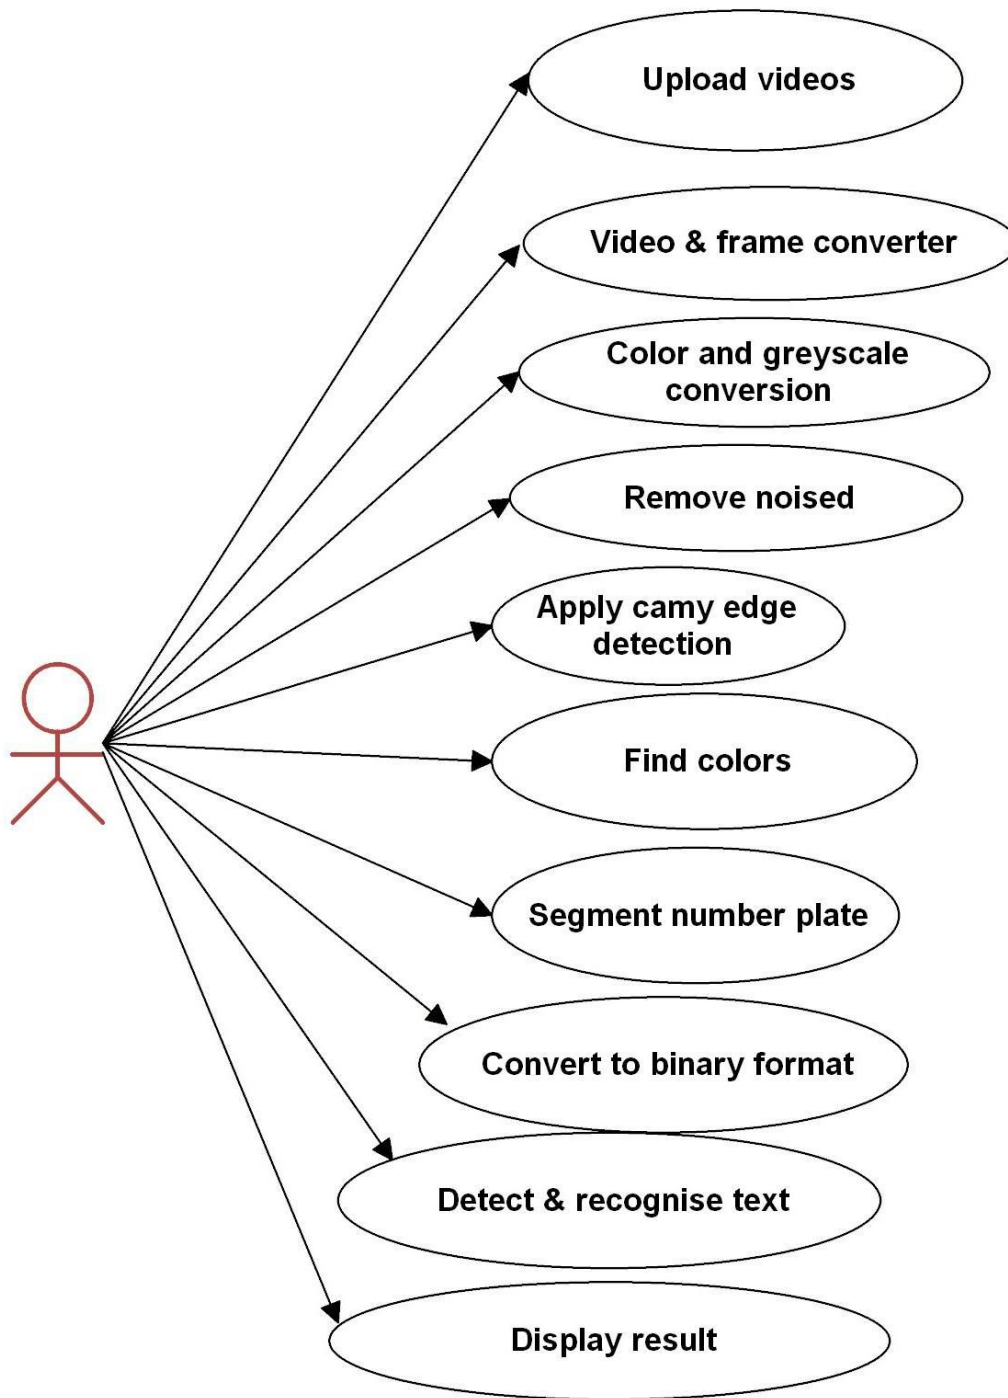 Upload videos
Video & frame converter
Color and greyscale
conversion
Remove noised
Apply camy edge
detection
Find colors
Segment number plate
Convert to binary format
Detect & recognise text
Display result